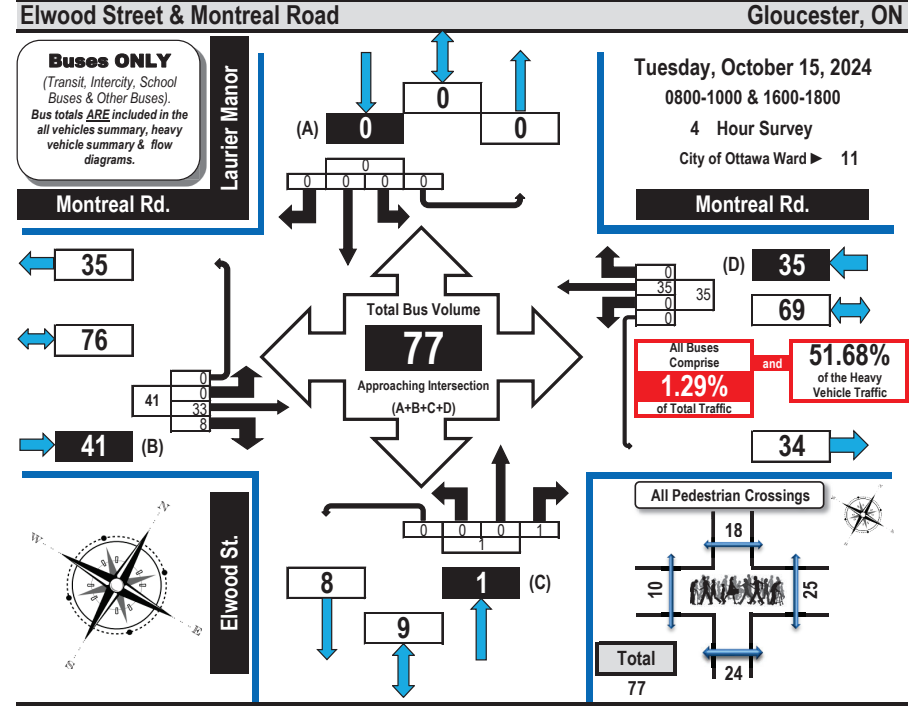 Elwood Street & Montreal Road
Gloucester, ON
Buses ONLY
(Transit, Intercity, School
Buses & Other Buses).
Bus totals ARE included in the
all vehicles summary, heavy
vehicle summary & flow
diagrams.
Laurier Manor
Montreal Rd.
0
(A)
0
0
0
0
0
0
0
Tuesday, October 15, 2024
0800-1000 & 1600-1800
4 Hour Survey
City of Ottawa Ward► 11
Montreal Rd.
35
76
0
0
33
8
41
41
(B)
Total Bus Volume
77
Approaching Intersection
(A+B+C+D)
0
35
0
0
35
(D)
35
69
All Buses
Comprise
1.29%
of Total Traffic
and
51.68%
of the Heavy
Vehicle Traffic
34
N
W
E
S
Elwood St.
0
0
0
1
1
8
1
(C)
9
All Pedestrian Crossings
18
10
25
24
Total
77